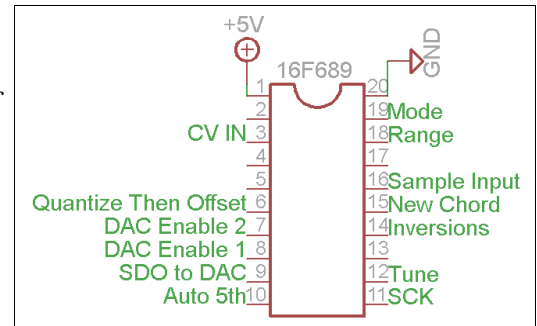 +5V
16F689
GND
1 20
2 19 Mode
CV IN 3 18 Range
4 17
5 16 Sample Input
Quantize Then Offset 6 15 New Chord
DAC Enable 2 7 14 Inversions
DAC Enable 1 8 13
SDO to DAC 9 12 Tune
Auto 5th 10 11 SCK